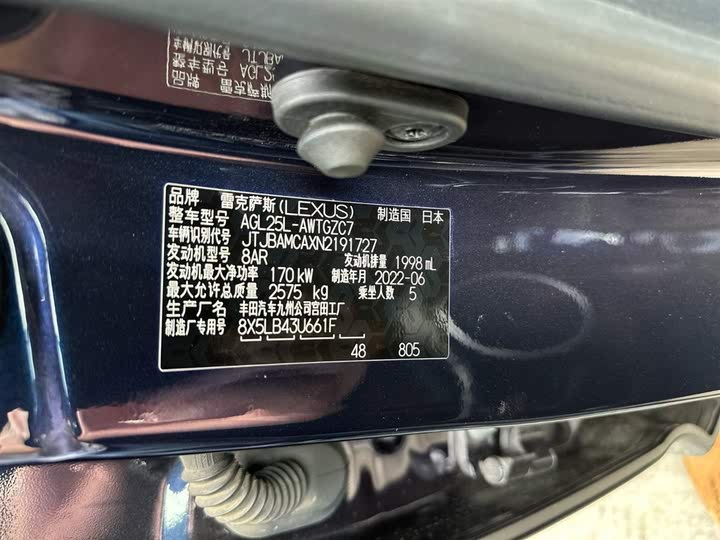 品牌 雷克萨斯(LEXUS) 制造国 日本
整车型号 AGL25L-AWTGZC7
车辆识别代号 JTJBAMCAXN2191727
发动机型号 8AR 发动机排量 1998 mL
发动机最大净功率 170 kW 制造年月 2022-06
最大允许总质量 2575 kg 乘坐人数 5
生产厂名 丰田汽车九州公司宫田工厂
制造厂专用号 8X5LB43U661F
48 805